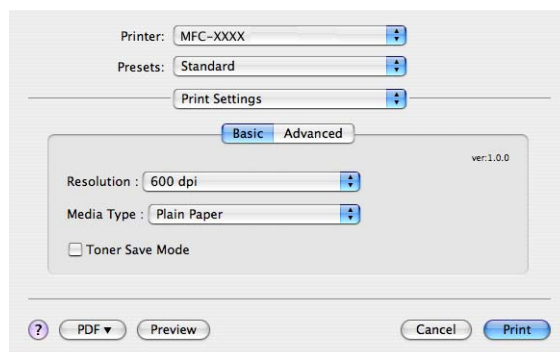 Printer: MFC-XXXX
Presets: Standard
Print Settings
Basic Advanced
ver:1.0.0
Resolution : 600 dpi
Media Type : Plain Paper
Toner Save Mode
? PDF ▼ Preview Cancel Print